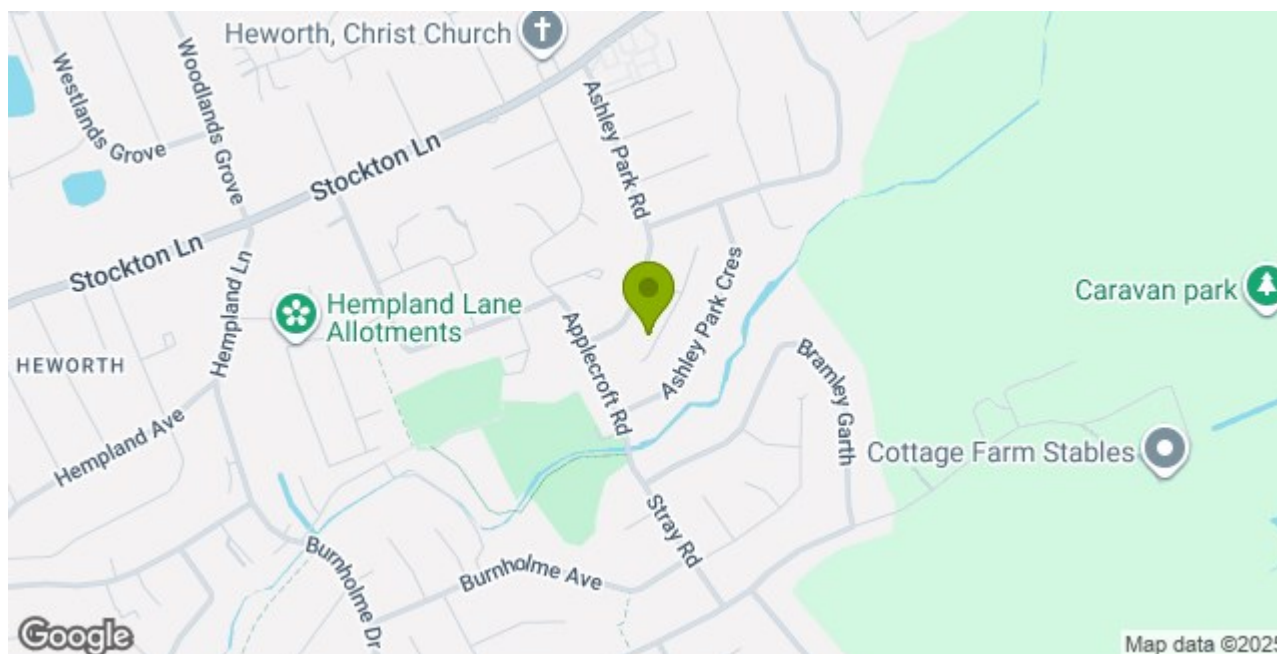 Heworth, Christ Church
Westlands Grove
Woodlands Grove
Ashley Park Rd
Stockton Ln
Stockton Ln
Hempland Ln
Hempland Lane
Allotments
Applecroft Rd
Ashley Park Cres
Caravan park
HEWORTH
Hempland Ave
Bramley Garth
Cottage Farm Stables
Stray Rd
Burnholme Dr
Burnholme Ave
Google
Map data ©2025